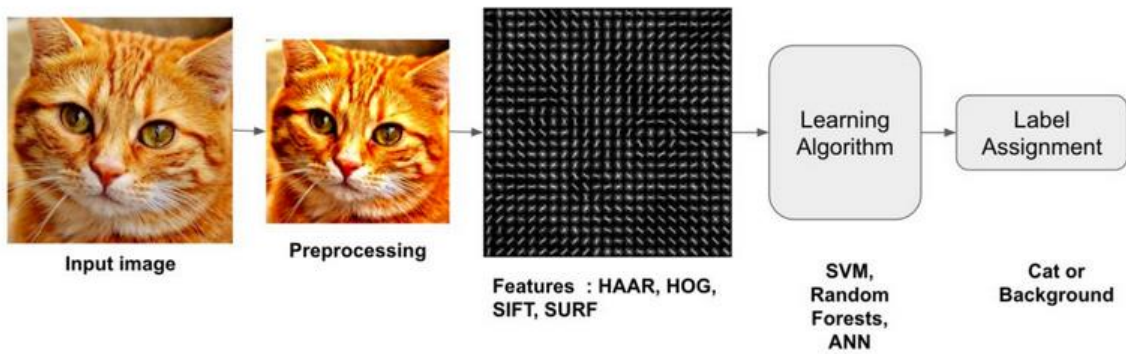 Input image
Preprocessing
Features : HAAR, HOG,
SIFT, SURF
Learning
Algorithm
SVM,
Random
Forests,
ANN
Label
Assignment
Cat or
Background